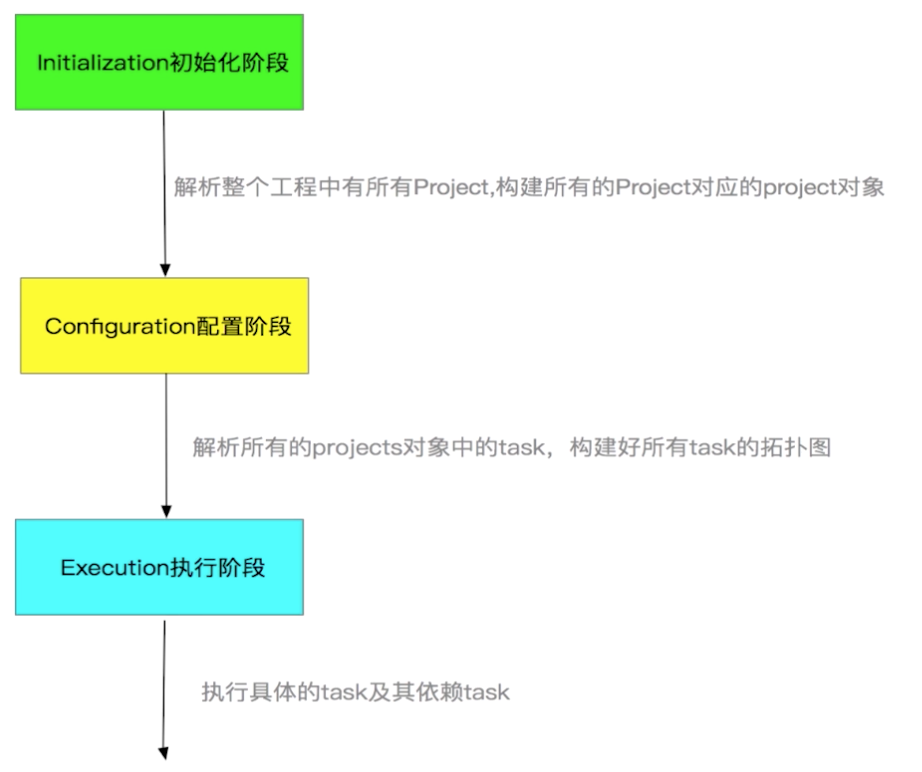 Initialization初始化阶段
解析整个工程中有所有Project,构建所有的Project对应的project对象
Configuration配置阶段
解析所有的projects对象中的task，构建好所有task的拓扑图
Execution执行阶段
执行具体的task及其依赖task